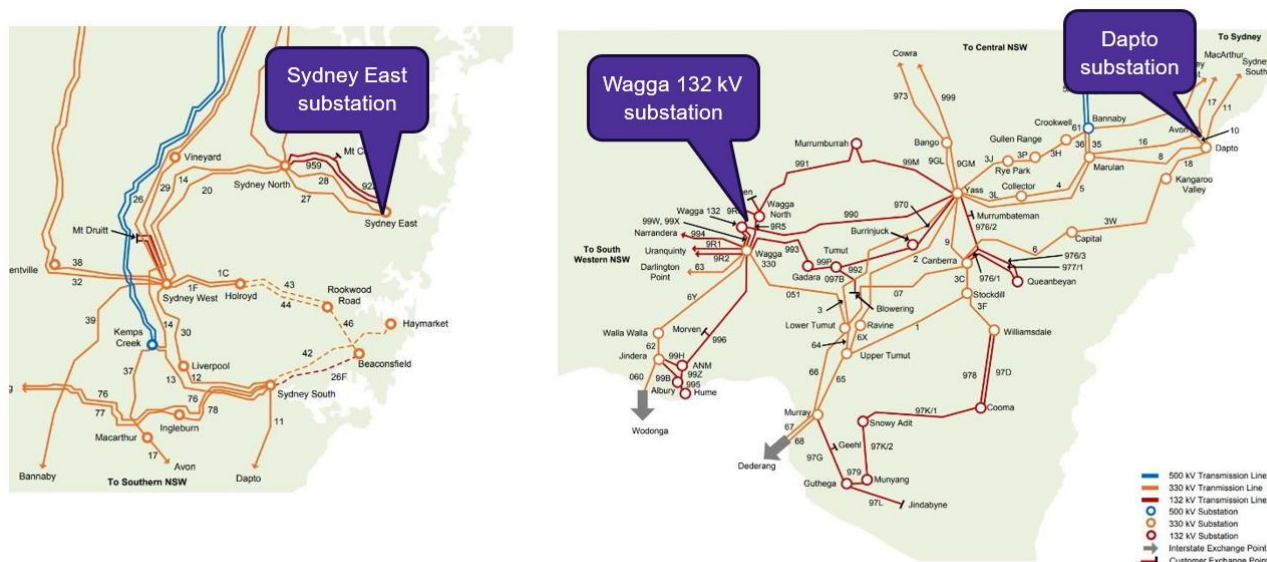 Sydney East
substation
Vineyard
Mt C
959
92
26
29
14
20
Sydney North
28
27
Sydney East
Mt Druitt
entville
38
32
1F
1C
Holroyd
43
44
Rookwood
Road
Sydney West
46
Haymarket
39
Kemps
Creek
14
30
42
Beaconsfield
37
Liverpool
13
12
26F
Sydney South
76
77
76
78
11
Ingleburn
Macarthur
17
Avon
Bannaby
Dapto
To Southern NSW
Wagga 132 kV
substation
Dapto
substation
To Central NSW
To Sydney
Cowra
MacArthur
Sydney
South
973
999
Crookwell
61
Bannaby
17
11
Gullen Range
Avon
10
Murrumburrah
Bango
36
35
16
Dapto
991
99M
9GL
9GM
3J
3P
3H
8
18
Rye Park
Marulan
Kangaroo
Valley
en
Yass
3L
Collector
4
5
Wagga
North
Wagga 132
9R
970
Murrumbateman
3W
99W, 99X
9R5
990
Burrinjuck
976/2
Narrandera
994
To South
Western NSW
Uranquinty
9R1
9R2
Wagga
330
993
Tumut
2
9
6
Capital
976/3
Darlington
Point
63
Gadara
99P
992
097B
Canberra
977/1
976/1
Queanbeyan
051
07
3C
Stockdill
6Y
3
Blowering
3F
Walla Walla
Morven
996
Lower Tumut
Ravine
1
Williamsdale
62
64
6X
Jindera
99H
ANM
Upper Tumut
060
99B
99Z
995
66
65
978
97D
Albury
Hume
Wodonga
Murray
97K/1
Cooma
67
68
Snowy Adit
Geehi
97K/2
Dederang
97G
979
Munyang
Guthega
97L
Jindabyne
500 kV Transmission Line
330 kV Tranmission Line
132 kV Transmission Line
500 kV Substation
330 kV Substation
132 kV Substation
Interstate Exchange Point
Customer Exchange Point